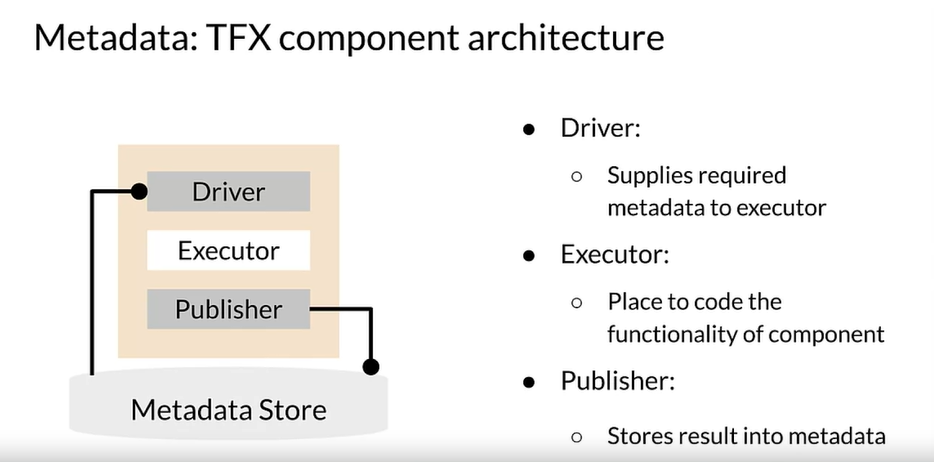 Metadata: TFX component architecture
Driver
Executor
Publisher
Metadata Store
● Driver:
○ Supplies required
metadata to executor
● Executor:
○ Place to code the
functionality of component
● Publisher:
○ Stores result into metadata